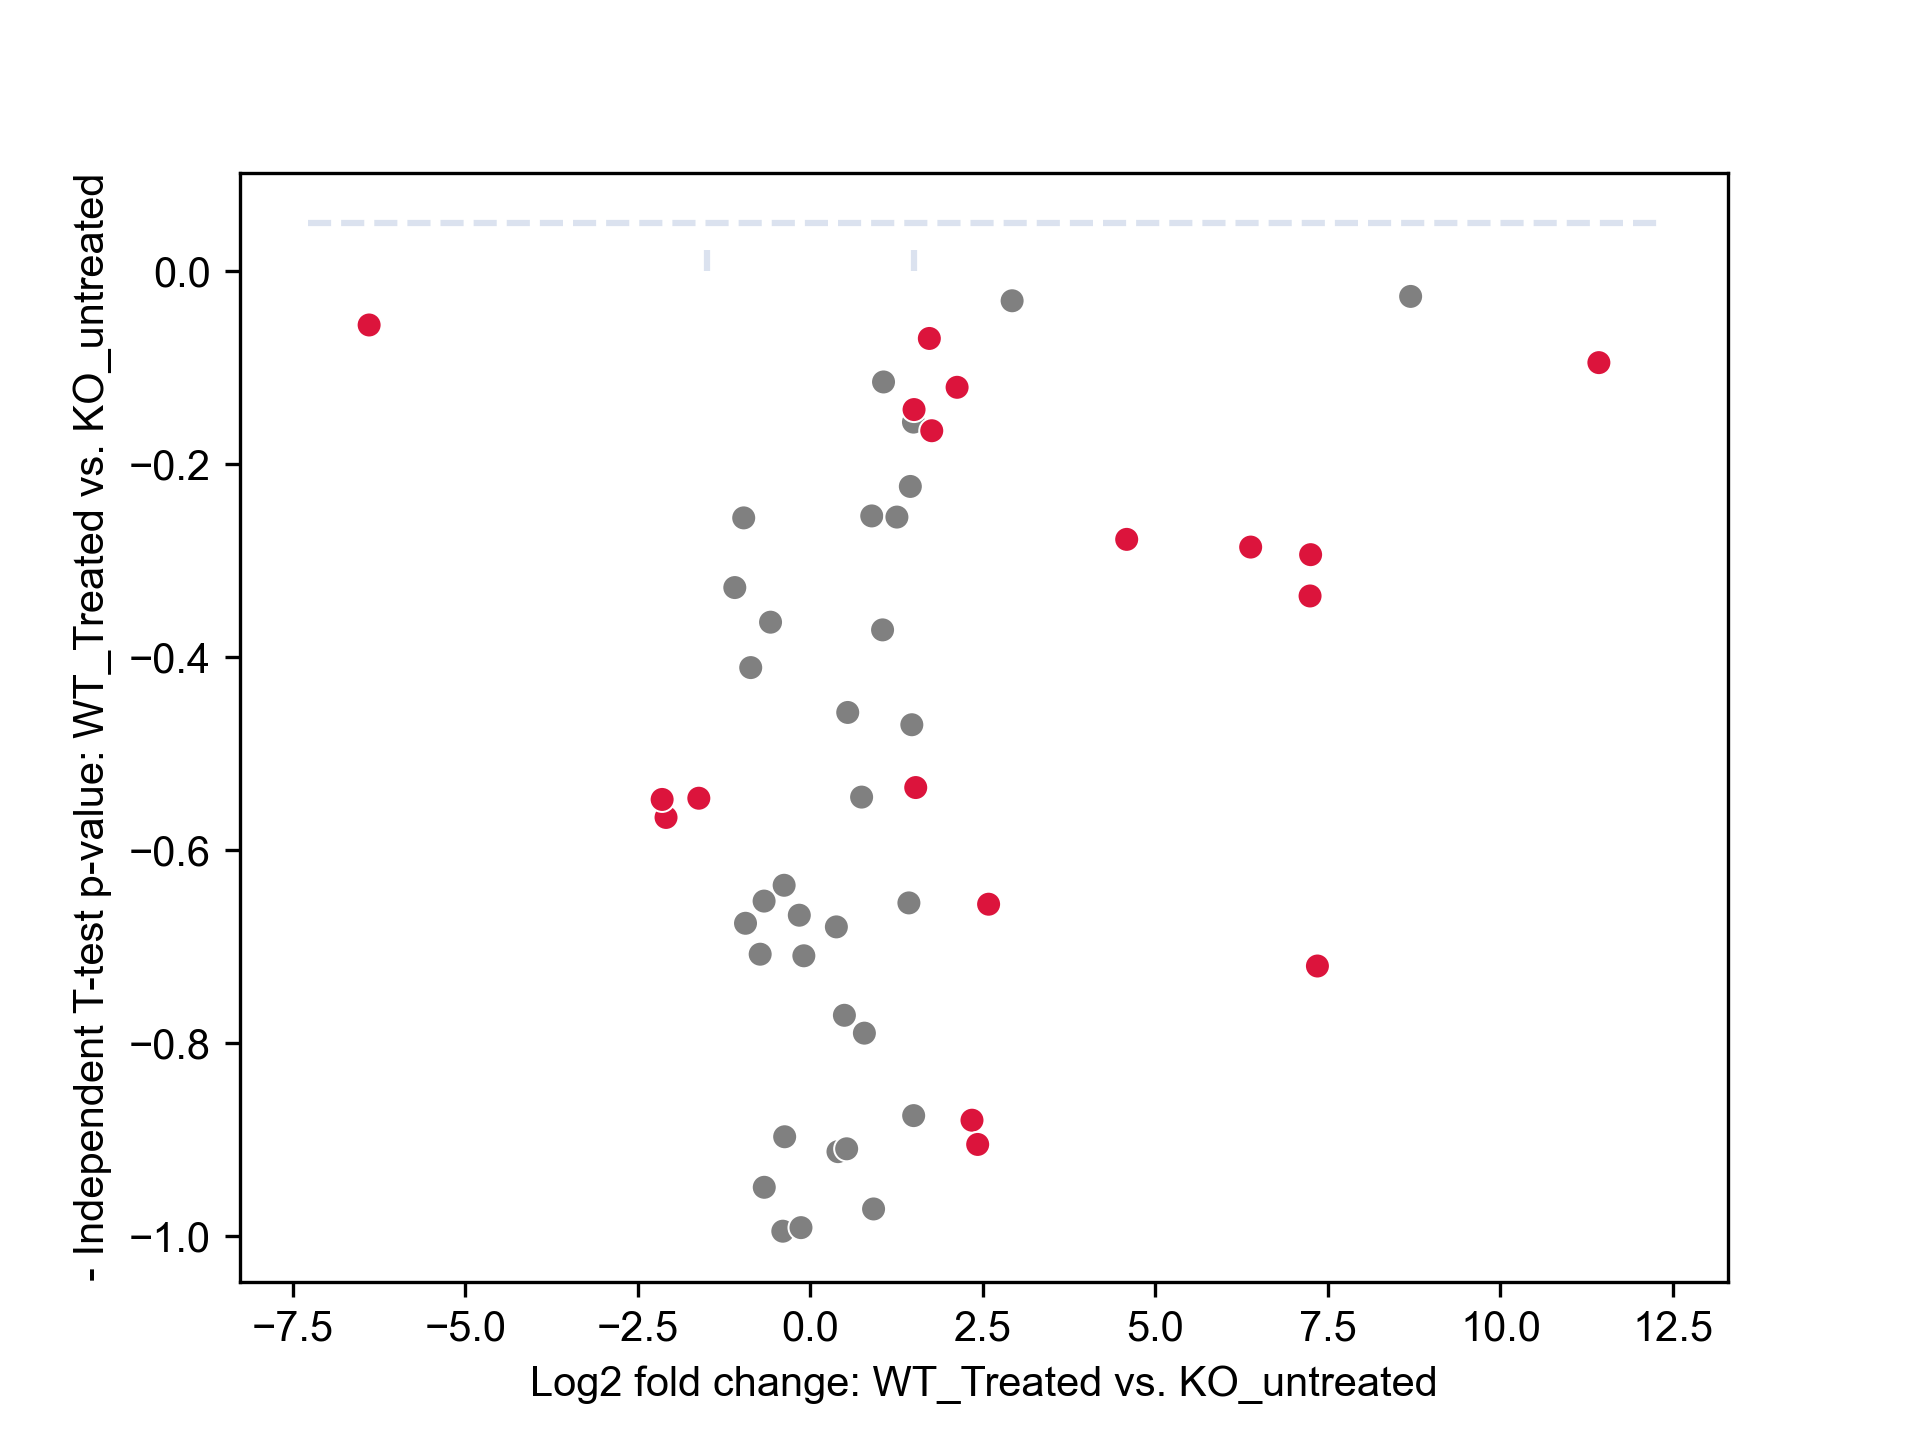 - Independent T-test p-value: WT_Treated vs. KO_untreated
0.0
−0.2
−0.4
−0.6
−0.8
−1.0
−7.5 −5.0 −2.5 0.0 2.5 5.0 7.5 10.0 12.5
Log2 fold change: WT_Treated vs. KO_untreated